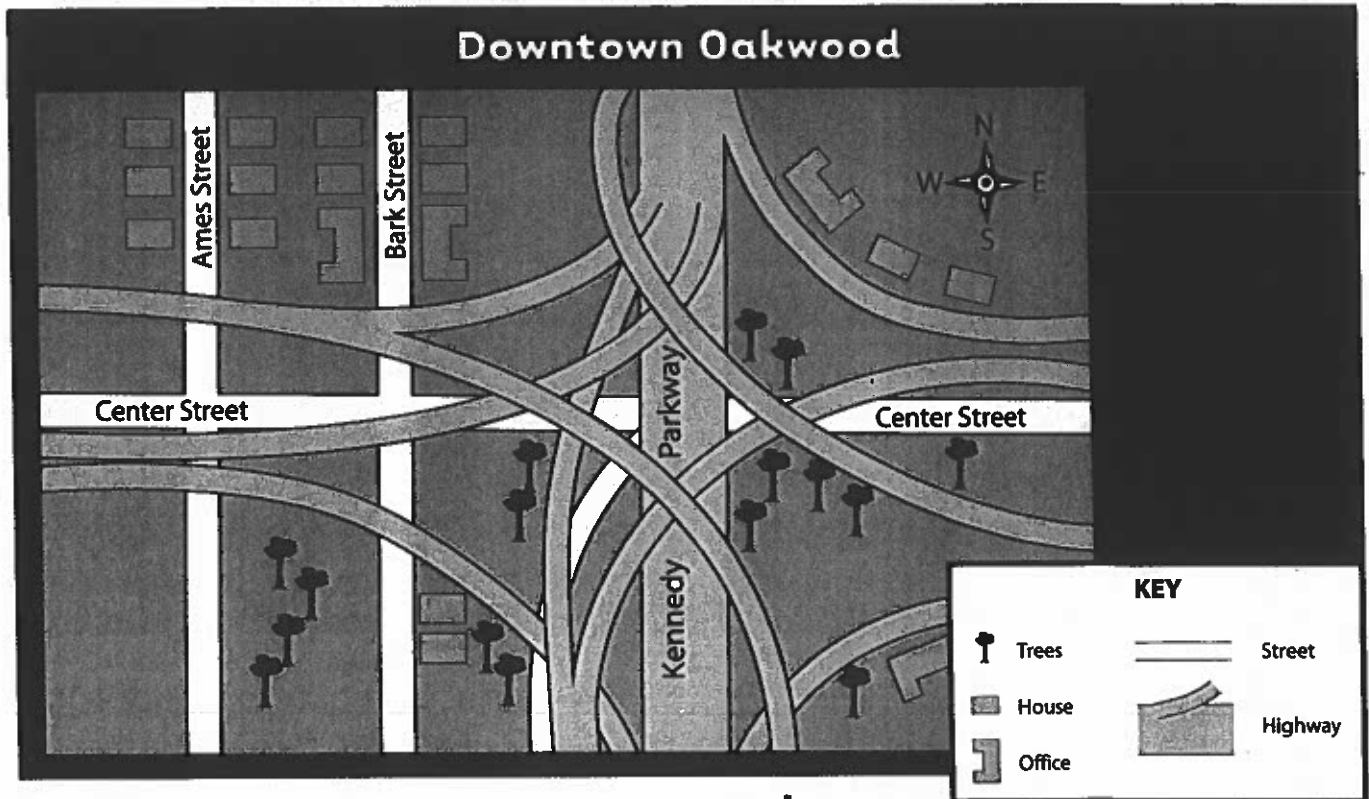 Downtown Oakwood
Ames Street
Bark Street
N
W E
S
Center Street
Parkway
Center Street
Kennedy
KEY
Trees
Street
House
Highway
Office